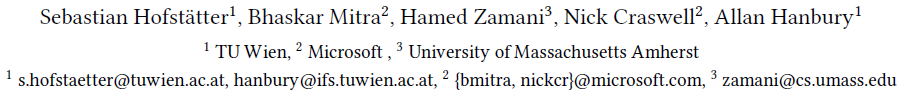 Sebastian Hofstätter¹, Bhaskar Mitra², Hamed Zamani³, Nick Craswell², Allan Hanbury¹
¹ TU Wien, ² Microsoft , ³ University of Massachusetts Amherst
¹ s.hofstaetter@tuwien.ac.at, hanbury@ifs.tuwien.ac.at, ² {bmitra, nickcr}@microsoft.com, ³ zamani@cs.umass.edu